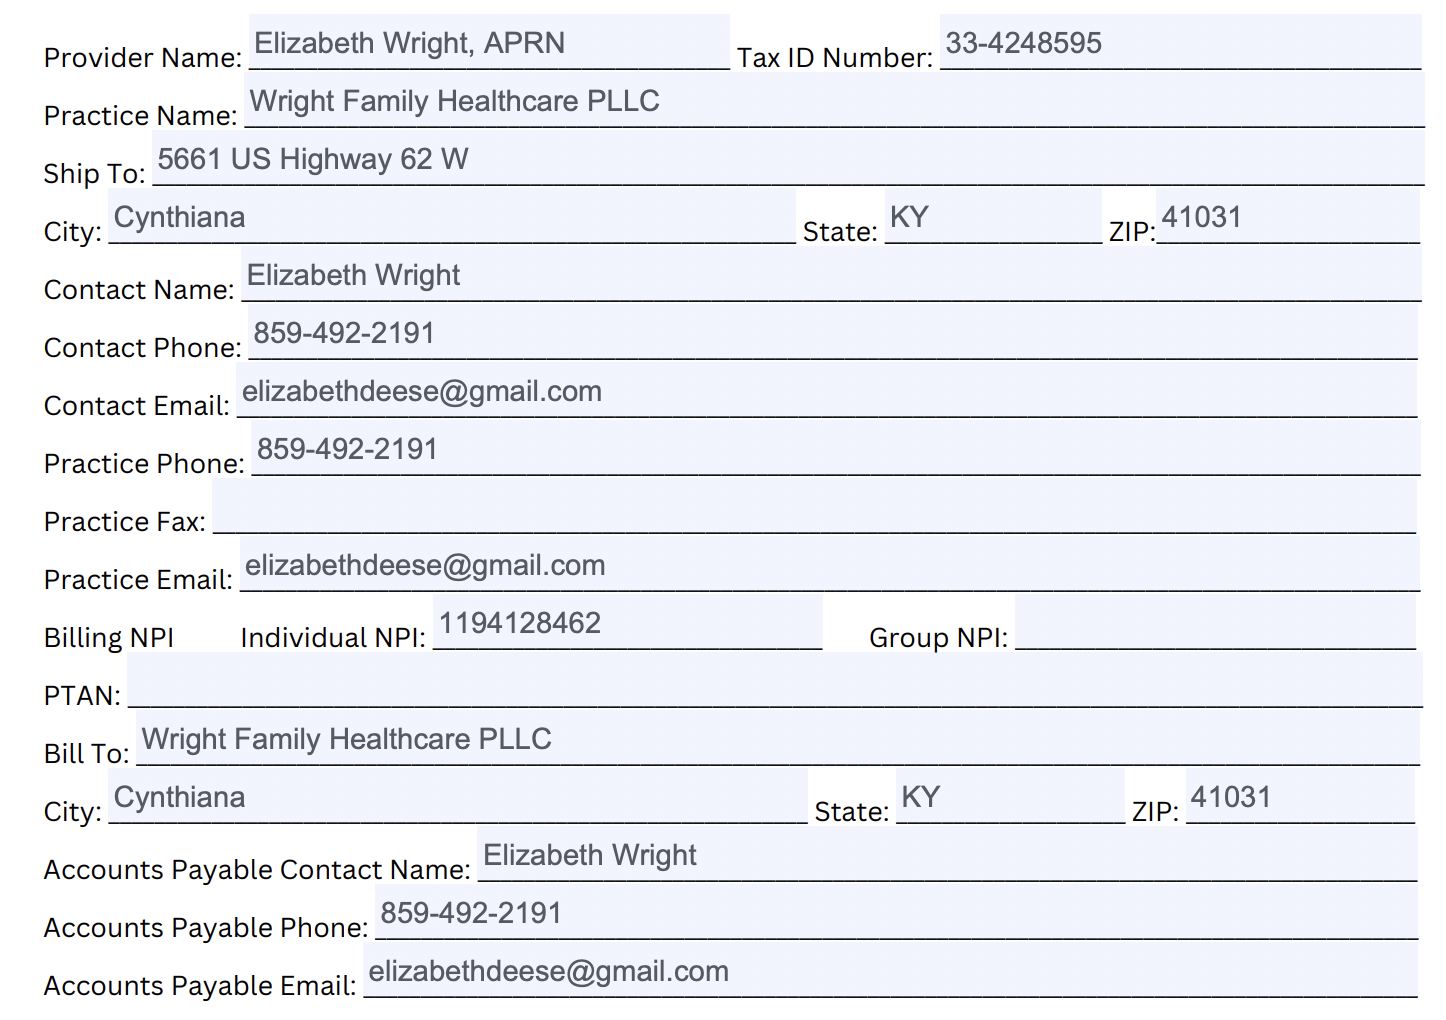 Provider Name: Elizabeth Wright, APRN Tax ID Number: 33-4248595
Practice Name: Wright Family Healthcare PLLC
Ship To: 5661 US Highway 62 W
City: Cynthiana State: KY ZIP: 41031
Contact Name: Elizabeth Wright
Contact Phone: 859-492-2191
Contact Email: elizabethdeese@gmail.com
Practice Phone: 859-492-2191
Practice Fax:
Practice Email: elizabethdeese@gmail.com
Billing NPI Individual NPI: 1194128462 Group NPI:
PTAN:
Bill To: Wright Family Healthcare PLLC
City: Cynthiana State: KY ZIP: 41031
Accounts Payable Contact Name: Elizabeth Wright
Accounts Payable Phone: 859-492-2191
Accounts Payable Email: elizabethdeese@gmail.com